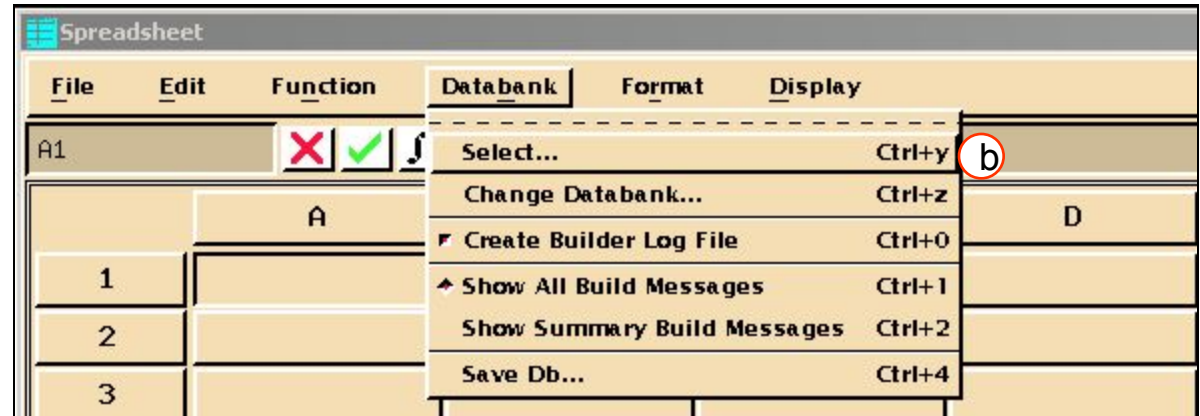 Spreadsheet
File Edit Function Databank Format Display
A1
Select... Ctrl+y b
Change Databank... Ctrl+z
A D
Create Builder Log File Ctrl+0
1 Show All Build Messages Ctrl+1
2 Show Summary Build Messages Ctrl+2
3 Save Db... Ctrl+4